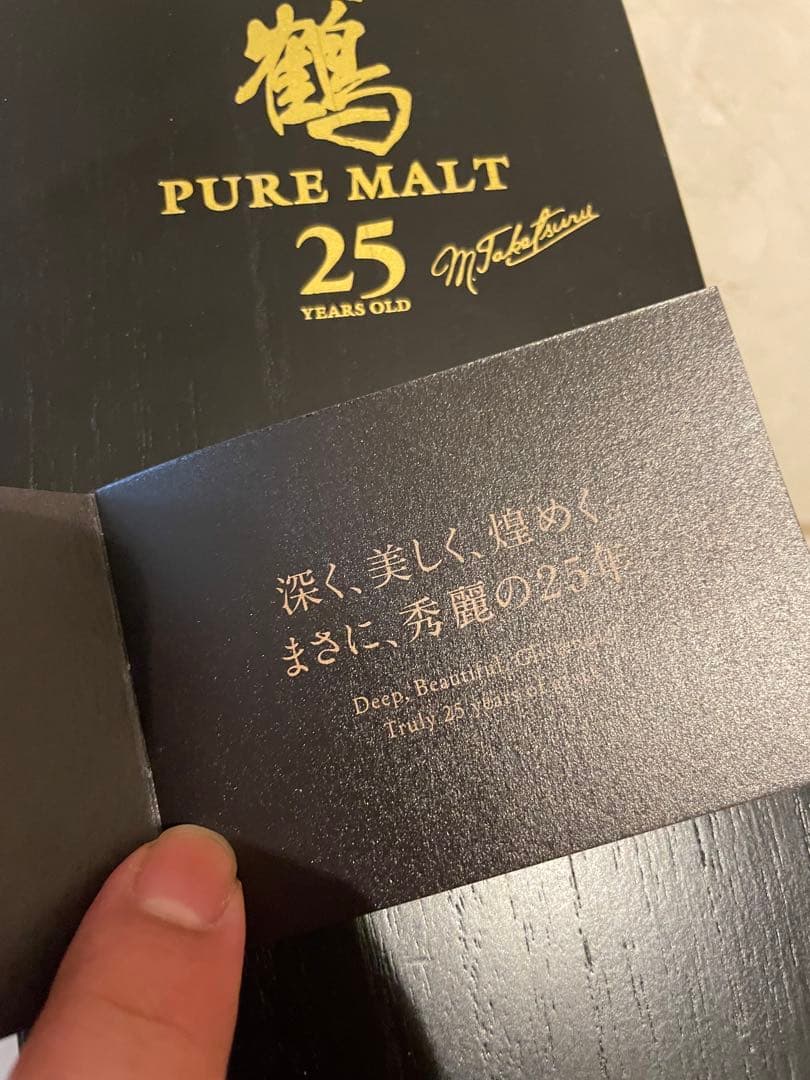 鶴
PURE MALT
25
YEARS OLD
M.Taketsuru
深く、美しく、煌めく。
まさに、秀麗の25年
Deep, Beautiful,
Truly 25 years of